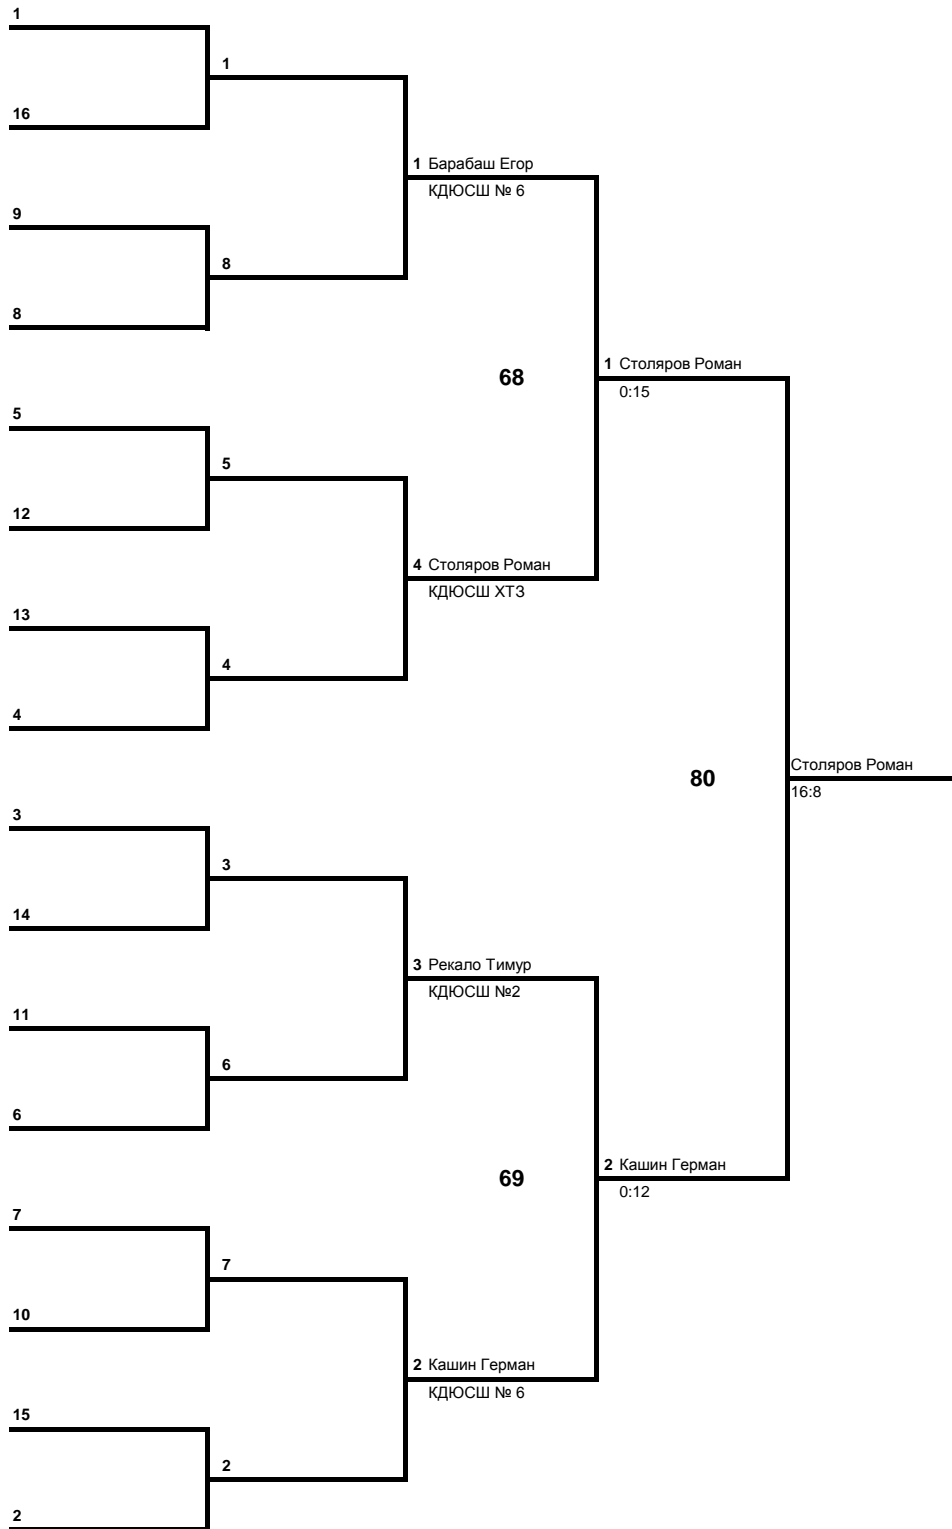 1
1
16
1 Барабаш Егор
КДЮСШ № 6
9
8
8
68
1 Столяров Роман
0:15
5
5
12
4 Столяров Роман
КДЮСШ ХТЗ
13
4
4
80
Столяров Роман
16:8
3
3
14
3 Рекало Тимур
КДЮСШ №2
11
6
6
69
2 Кашин Герман
0:12
7
7
10
2 Кашин Герман
КДЮСШ № 6
15
2
2